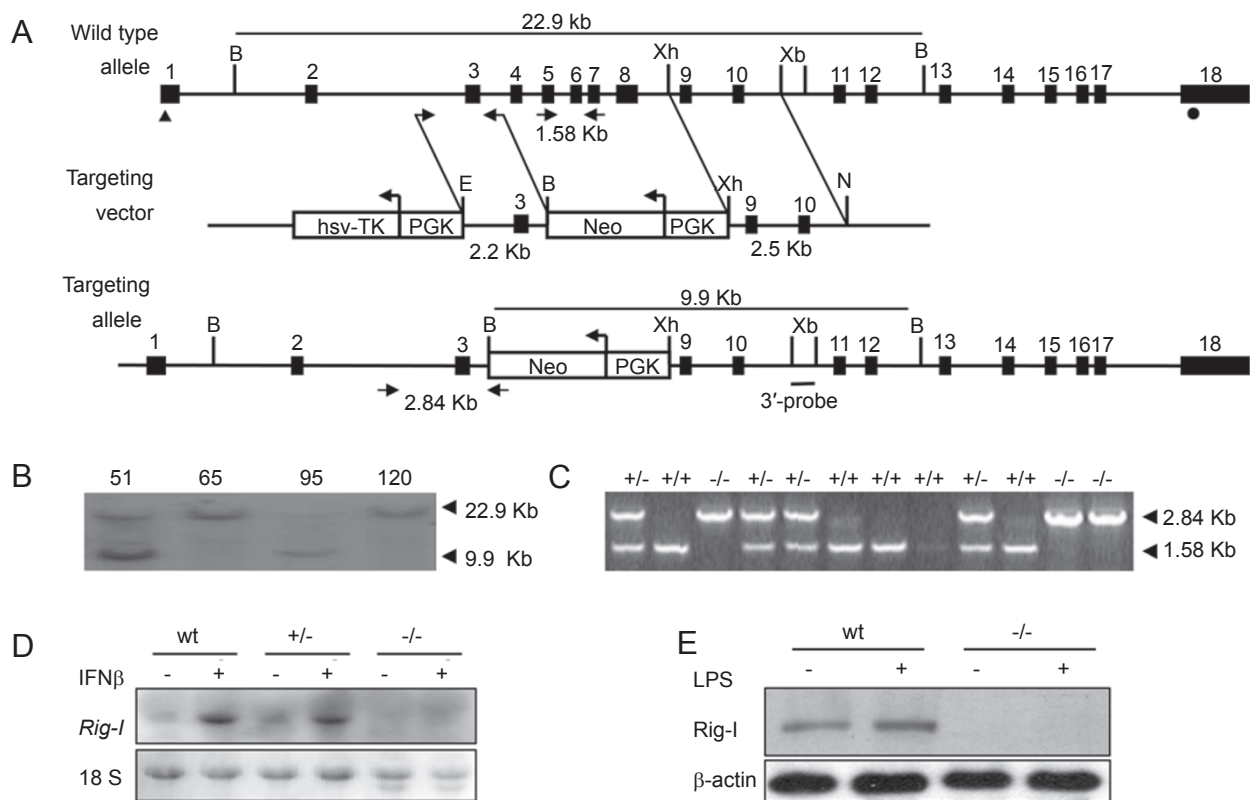 A
Wild type
allele
22.9 kb
B Xh Xb B
1 2 3 4 5 6 7 8 9 10 11 12 13 14 15 16 17 18
1.58 Kb
Targeting
vector
E B Xh N
3 9 10
hsv-TK PGK Neo PGK
2.2 Kb 2.5 Kb
Targeting
allele
9.9 Kb
B B Xh Xb B
1 2 3 9 10 11 12 13 14 15 16 17 18
Neo PGK
2.84 Kb
3′-probe
B
51 65 95 120
22.9 Kb
9.9 Kb
C
+/- +/+ -/- +/- +/- +/+ +/+ +/+ +/- +/+ -/- -/-
2.84 Kb
1.58 Kb
D
wt +/- -/-
IFNβ - + - + - +
Rig-I
18 S
E
wt -/-
LPS - + - +
Rig-I
β-actin